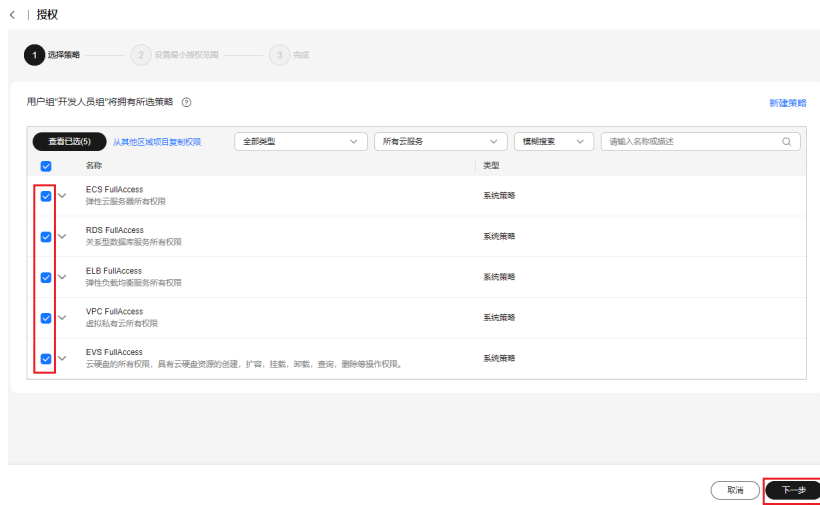 授权
1 选择策略 2 设置最小授权范围 3 完成
用户组"开发人员组"将拥有所选策略
新建策略
查看已选(5) 从其他区域项目复制权限 全部类型 所有云服务 模糊搜索 请输入名称或描述
名称 类型
ECS FullAccess
弹性云服务器所有权限
系统策略
RDS FullAccess
关系型数据库服务所有权限
系统策略
ELB FullAccess
弹性负载均衡服务所有权限
系统策略
VPC FullAccess
虚拟私有云所有权限
系统策略
EVS FullAccess
云硬盘的所有权限，具有云硬盘资源的创建，扩容，挂载，卸载，查询，删除等操作权限。
系统策略
取消 下一步